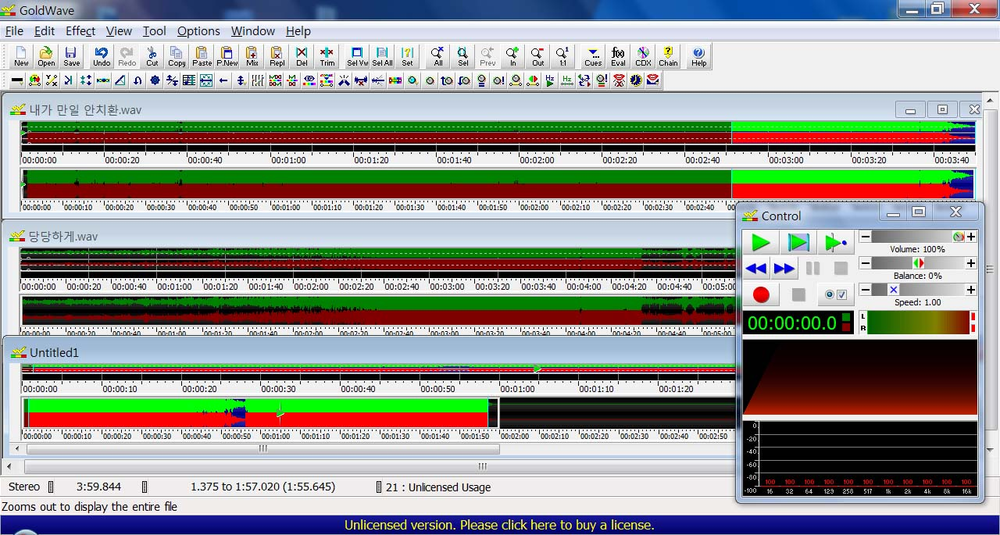 GoldWave
File Edit Effect View Tool Options Window Help
New Open Save Undo Redo Cut Copy Paste P.New Mix Repl Del Trim Sel Vw Sel All Set All Sel Prev In Out 1:1 Cues Eval CDX Chain Help
내가 만일 안치환.wav
00:00:00 00:00:20 00:00:40 00:01:00 00:01:20 00:01:40 00:02:00 00:02:20 00:02:40 00:03:00 00:03:20 00:03:40
00:00:00 00:00:10 00:00:20 00:00:30 00:00:40 00:00:50 00:01:00 00:01:10 00:01:20 00:01:30 00:01:40 00:01:50 00:02:00 00:02:10 00:02:20 00:02:30 00:02:40
당당하게.wav
00:00:00 00:00:20 00:00:40 00:01:00 00:01:20 00:01:40 00:02:00 00:02:20 00:02:40 00:03:00 00:03:20 00:03:40 00:04:00 00:04:20 00:04:40 00:05:00
Untitled1
00:00:00 00:00:10 00:00:20 00:00:30 00:00:40 00:00:50 00:01:00 00:01:10 00:01:20
00:00:00 00:00:10 00:00:20 00:00:30 00:00:40 00:00:50 00:01:00 00:01:10 00:01:20 00:01:30 00:01:40 00:01:50 00:02:00 00:02:10 00:02:20 00:02:30 00:02:40 00:02:50
Control
Volume: 100%
Balance: 0%
Speed: 1.00
00:00:00.0
L
R
0
-20
-40
-60
-80
100 100 100 100 100 100 100 100 100 100 100
-100 16 32 64 129 258 517 1k 2k 4k 8k 16k
Stereo 3:59.844 1.375 to 1:57.020 (1:55.645) 21 : Unlicensed Usage
Zooms out to display the entire file
Unlicensed version. Please click here to buy a license.